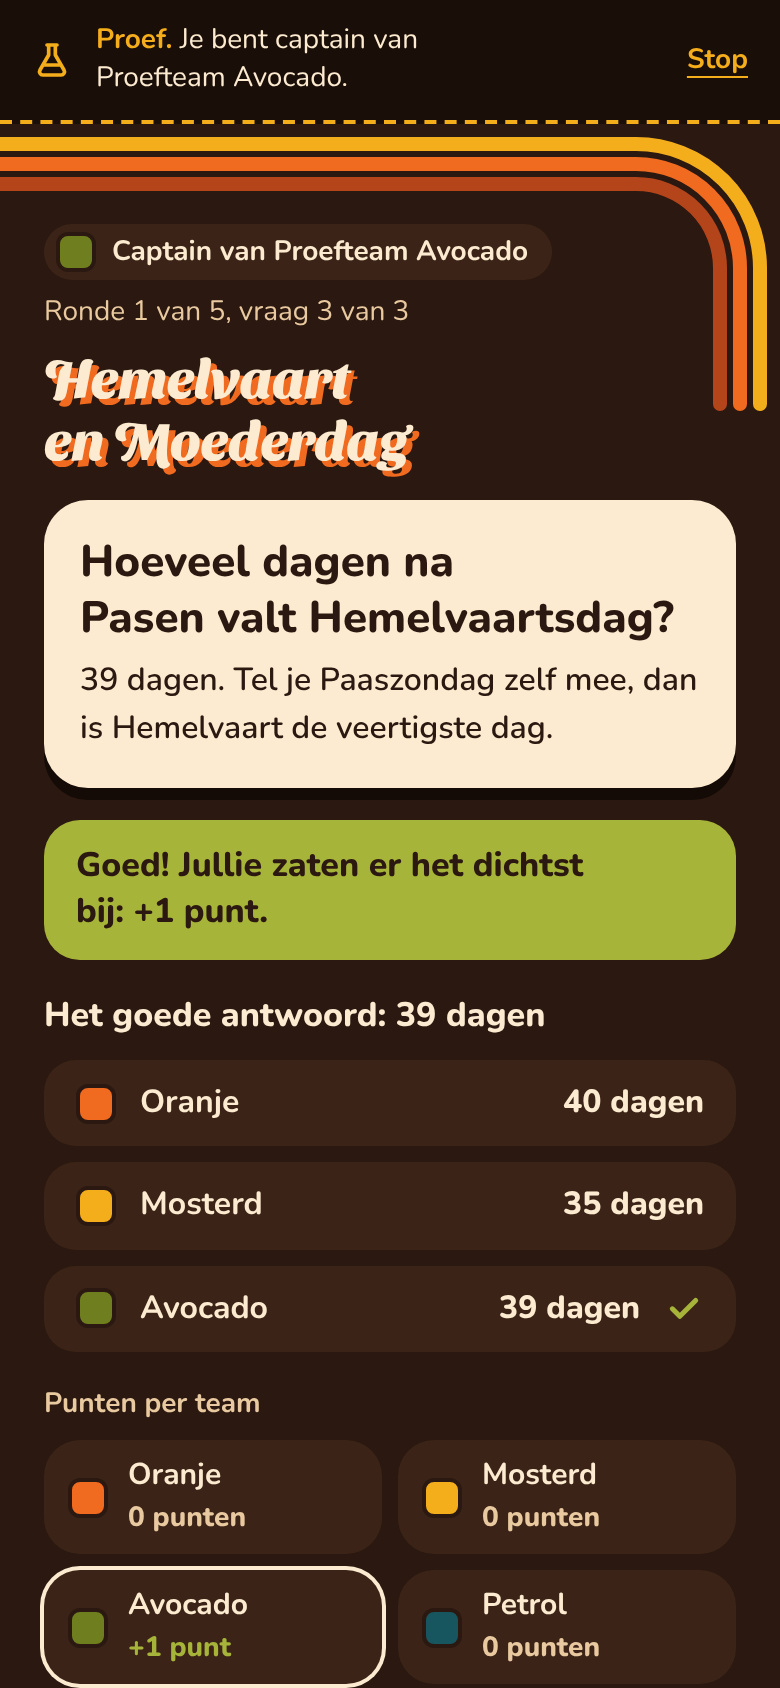 Proef. Je bent captain van
Proefteam Avocado.
Stop
Captain van Proefteam Avocado
Ronde 1 van 5, vraag 3 van 3
Hemelvaart
en Moederdag
Hoeveel dagen na
Pasen valt Hemelvaartsdag?
39 dagen. Tel je Paaszondag zelf mee, dan
is Hemelvaart de veertigste dag.
Goed! Jullie zaten er het dichtst
bij: +1 punt.
Het goede antwoord: 39 dagen
Oranje 40 dagen
Mosterd 35 dagen
Avocado 39 dagen
Punten per team
Oranje
0 punten
Mosterd
0 punten
Avocado
+1 punt
Petrol
0 punten